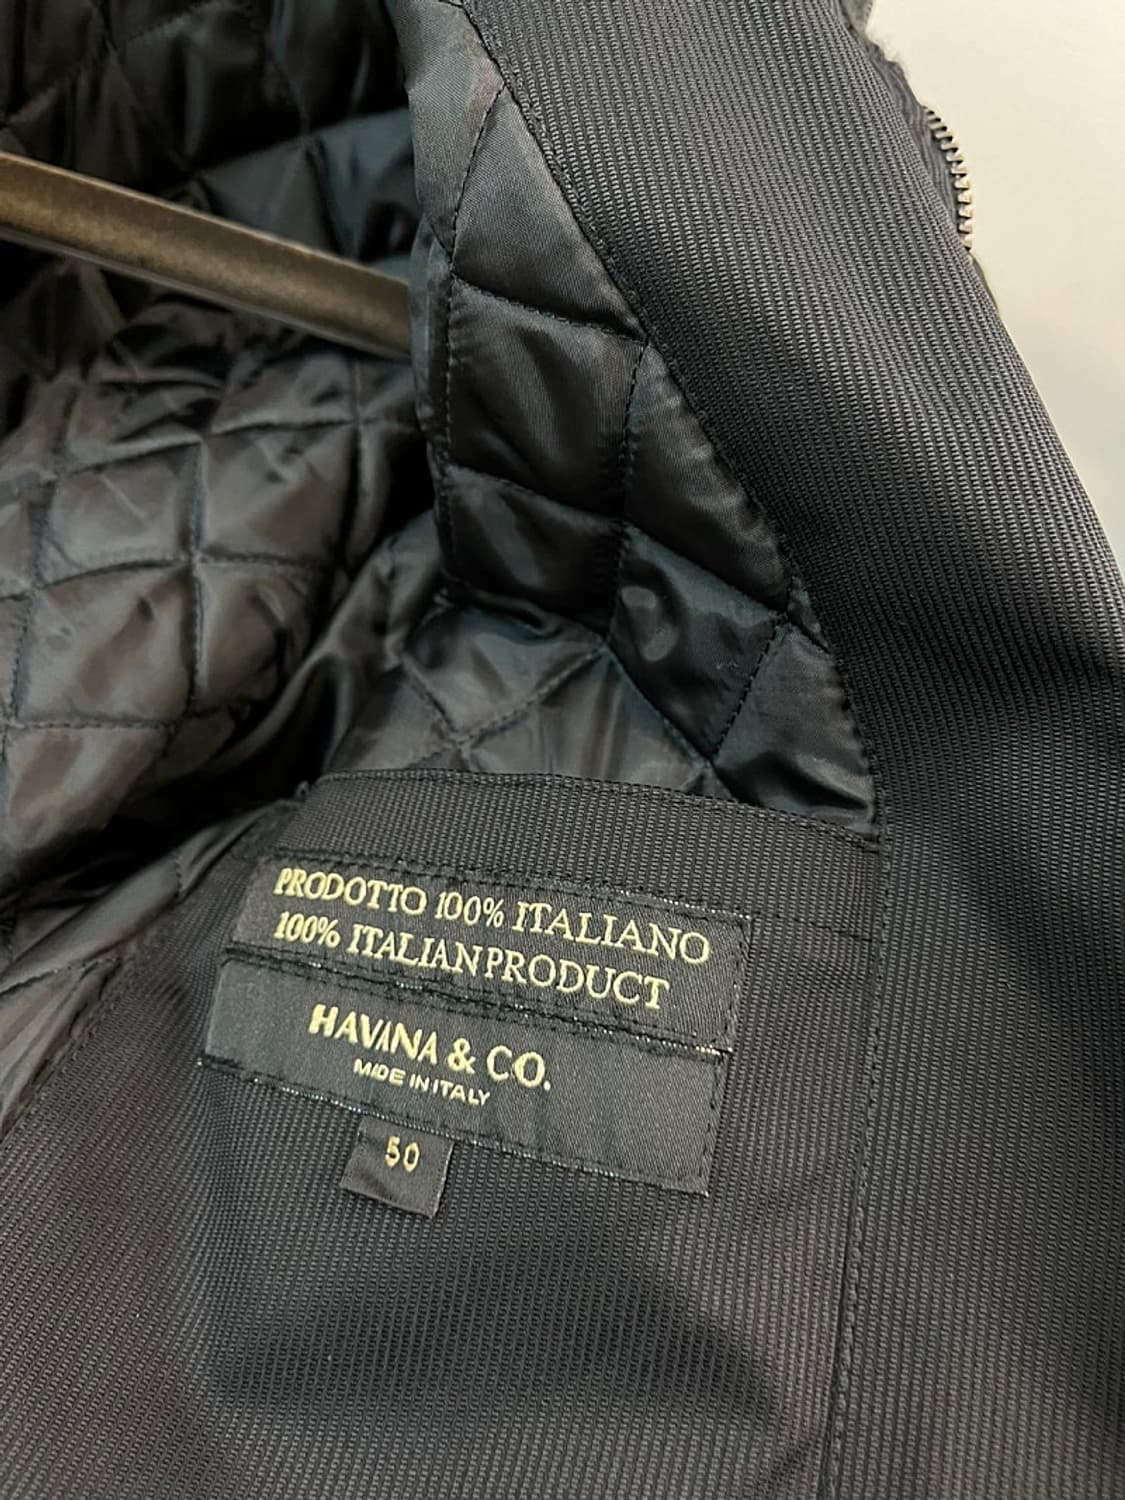 PRODOTTO 100% ITALIANO
100% ITALIAN PRODUCT
HAVANA & CO.
MADE IN ITALY
50